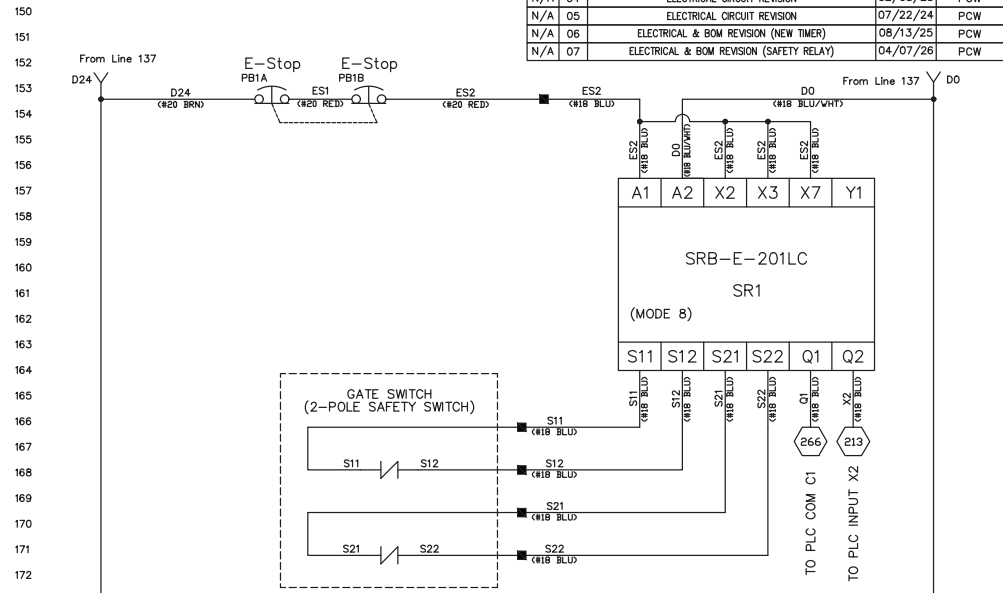 N/A 05 ELECTRICAL CIRCUIT REVISION 07/22/24 PCW
N/A 06 ELECTRICAL & BOM REVISION (NEW TIMER) 08/13/25 PCW
N/A 07 ELECTRICAL & BOM REVISION (SAFETY RELAY) 04/07/26 PCW
150
151
152
153
154
155
156
157
158
159
160
161
162
163
164
165
166
167
168
169
170
171
172
From Line 137
D24
D24
(#20 BRN)
E-Stop
PB1A
ES1
(#20 RED)
E-Stop
PB1B
ES2
(#20 RED)
ES2
(#18 BLU)
From Line 137
D0
D0
(#18 BLU/WHT)
ES2
(#18 BLU)
D0
(#18 BLU/WHT)
ES2
(#18 BLU)
ES2
(#18 BLU)
ES2
(#18 BLU)
A1 A2 X2 X3 X7 Y1
SRB-E-201LC
SR1
(MODE 8)
S11 S12 S21 S22 Q1 Q2
S11
(#18 BLU)
S12
(#18 BLU)
S21
(#18 BLU)
S22
(#18 BLU)
Q1
(#18 BLU)
X2
(#18 BLU)
266
213
TO PLC COM C1
TO PLC INPUT X2
GATE SWITCH
(2-POLE SAFETY SWITCH)
S11
(#18 BLU)
S11 S12
S12
(#18 BLU)
S21
(#18 BLU)
S21 S22
S22
(#18 BLU)